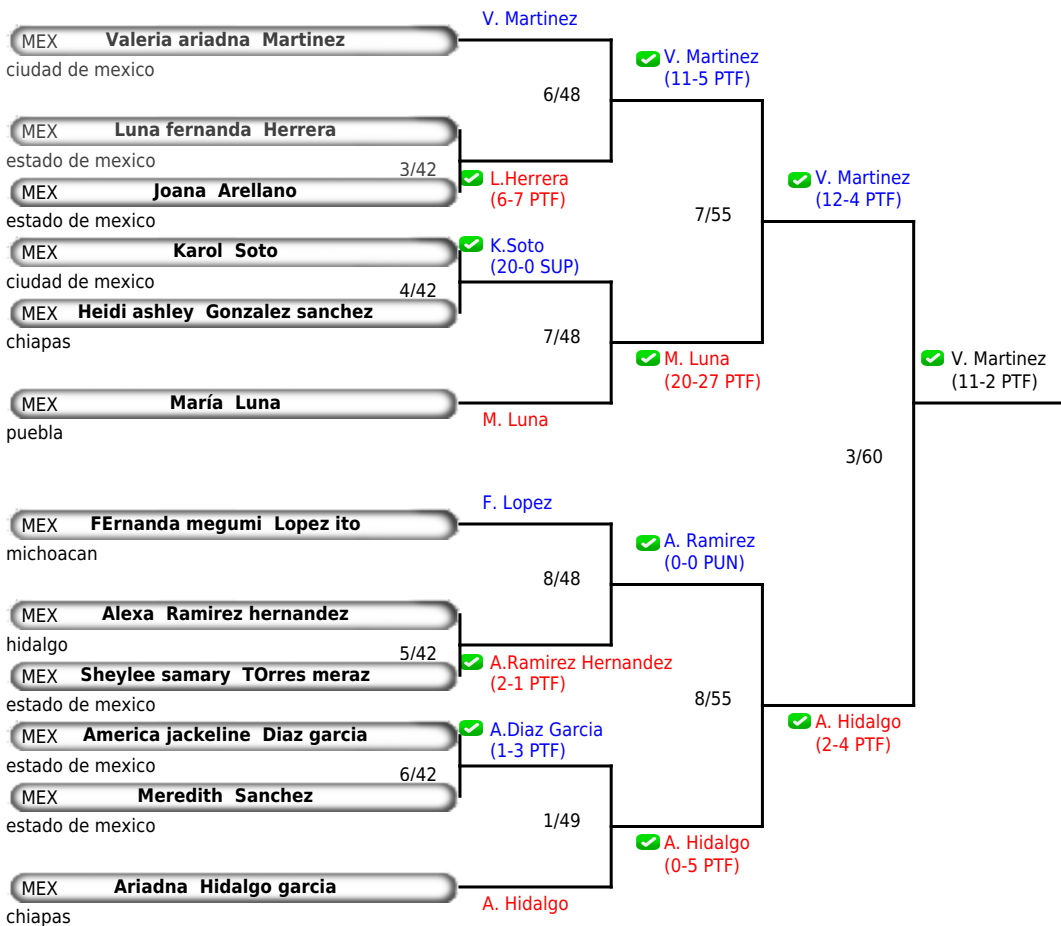 V. Martinez
MEX Valeria ariadna Martinez
ciudad de mexico
V. Martinez
(11-5 PTF)
6/48
MEX Luna fernanda Herrera
estado de mexico
3/42
L.Herrera
(6-7 PTF)
MEX Joana Arellano
estado de mexico
V. Martinez
(12-4 PTF)
7/55
MEX Karol Soto
ciudad de mexico
K.Soto
(20-0 SUP)
4/42
MEX Heidi ashley Gonzalez sanchez
chiapas
7/48
M. Luna
(20-27 PTF)
V. Martinez
(11-2 PTF)
MEX María Luna
puebla
M. Luna
3/60
F. Lopez
MEX FErnanda megumi Lopez ito
michoacan
A. Ramirez
(0-0 PUN)
8/48
MEX Alexa Ramirez hernandez
hidalgo
5/42
A.Ramirez Hernandez
(2-1 PTF)
MEX Sheylee samary TOrres meraz
estado de mexico
8/55
A. Hidalgo
(2-4 PTF)
MEX America jackeline Diaz garcia
estado de mexico
A.Diaz Garcia
(1-3 PTF)
6/42
MEX Meredith Sanchez
estado de mexico
1/49
A. Hidalgo
(0-5 PTF)
MEX Ariadna Hidalgo garcia
chiapas
A. Hidalgo